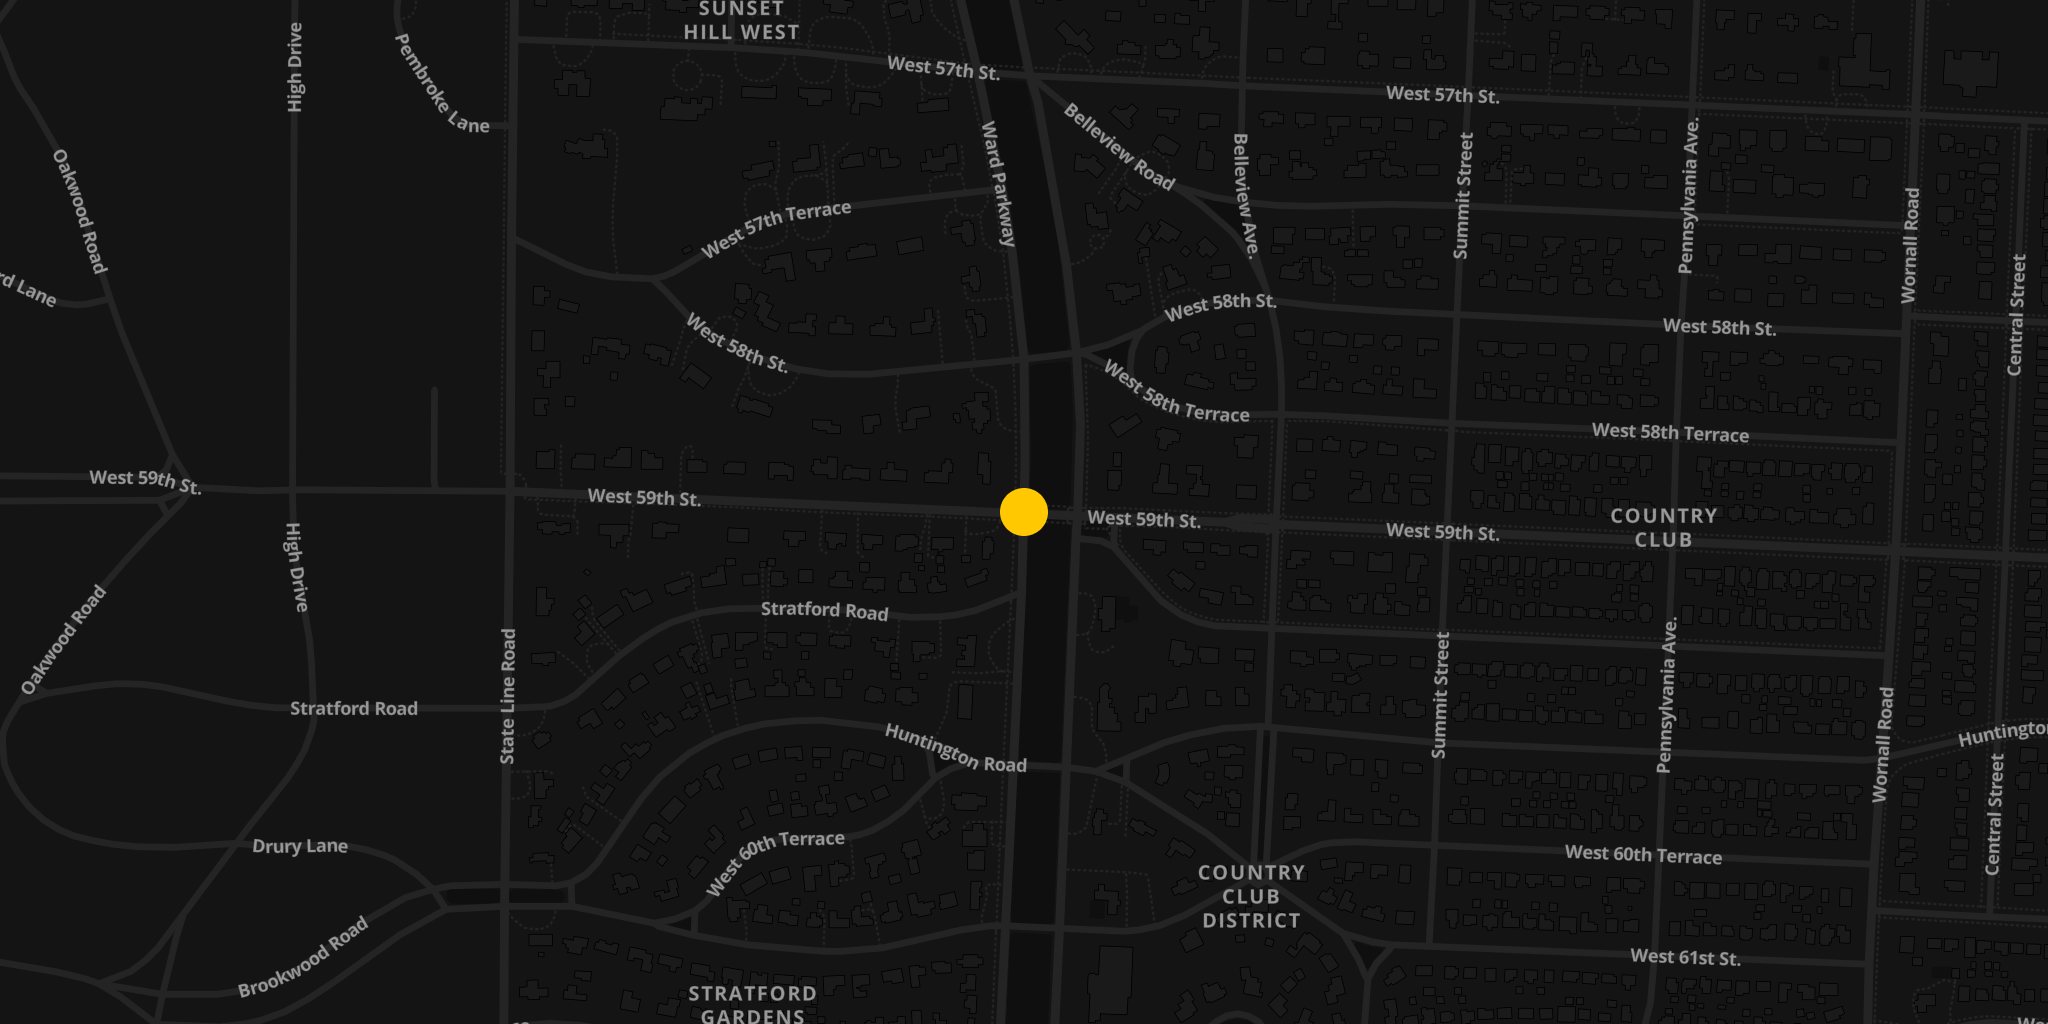 SUNSET
HILL WEST
High Drive
Pembroke Lane
West 57th St.
West 57th St.
Belleview Road
Ward Parkway
Belleview Ave.
Summit Street
Pennsylvania Ave.
Oakwood Road
West 57th Terrace
Wornall Road
Central Street
rd Lane
West 58th St.
West 58th St.
West 58th St.
West 58th Terrace
West 58th Terrace
West 59th St.
West 59th St.
West 59th St.
West 59th St.
COUNTRY
CLUB
High Drive
Oakwood Road
Stratford Road
Stratford Road
State Line Road
Summit Street
Pennsylvania Ave.
Wornall Road
Huntington Road
Huntington
Central Street
Drury Lane
West 60th Terrace
West 60th Terrace
COUNTRY
CLUB
DISTRICT
Brookwood Road
West 61st St.
STRATFORD
GARDENS